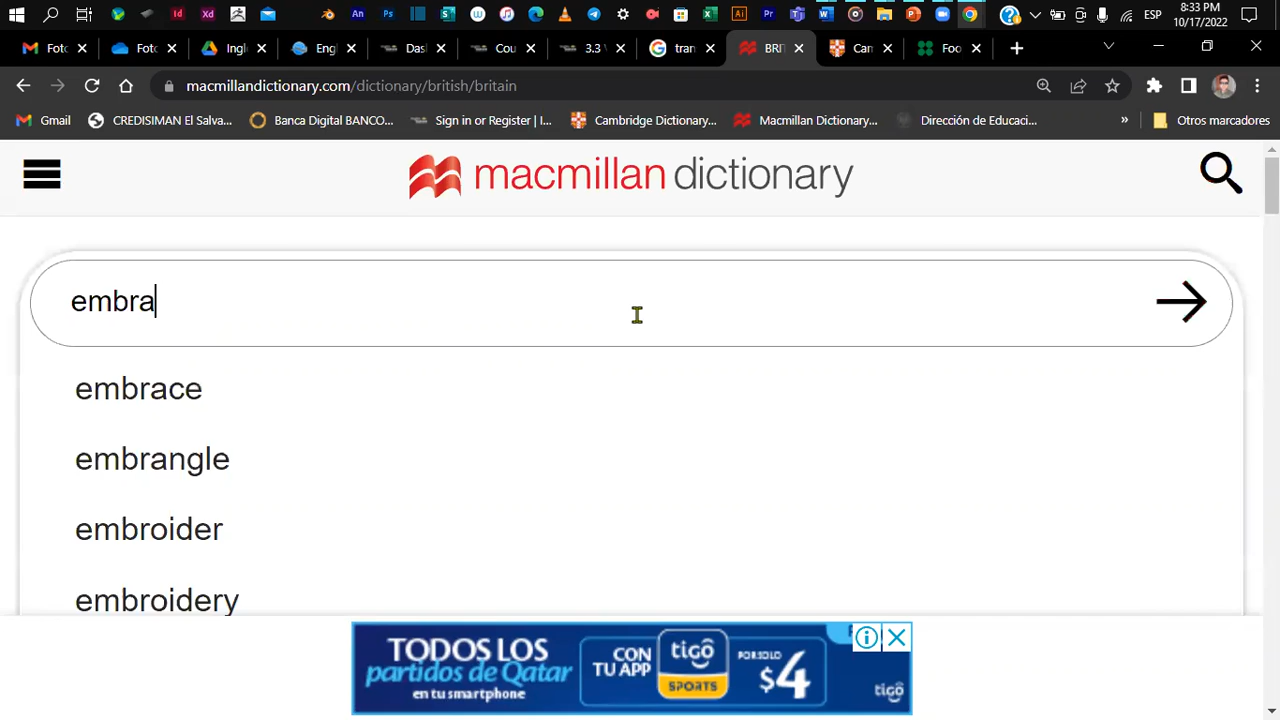 8:33 PM
ESP
10/17/2022
Foto
Foto
Ing
Engl
Das
Cou
3.3
tran
BRI
Can
Foo
macmillandictionary.com/dictionary/british/britain
Gmail
CREDISIMAN El Salva...
Banca Digital BANCO...
Sign in or Register | I...
Cambridge Dictionary...
Macmillan Dictionary...
Dirección de Educaci...
»
Otros marcadores
macmillan dictionary
embra
embrace
embrangle
embroider
embroidery
TODOS LOS
partidos de Qatar
en tu smartphone
CON
TU APP
tigo
SPORTS
POR SOLO
$4
tigo